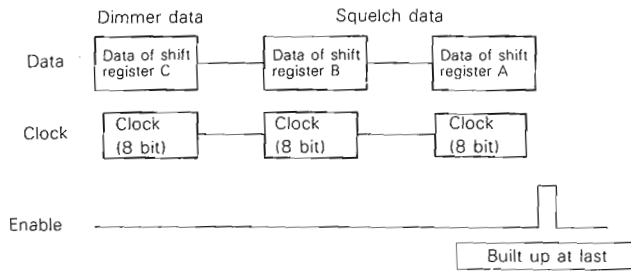 Dimmer data
Squelch data
Data
Data of shift
register C
Data of shift
register B
Data of shift
register A
Clock
Clock
(8 bit)
Clock
(8 bit)
Clock
(8 bit)
Enable
Built up at last